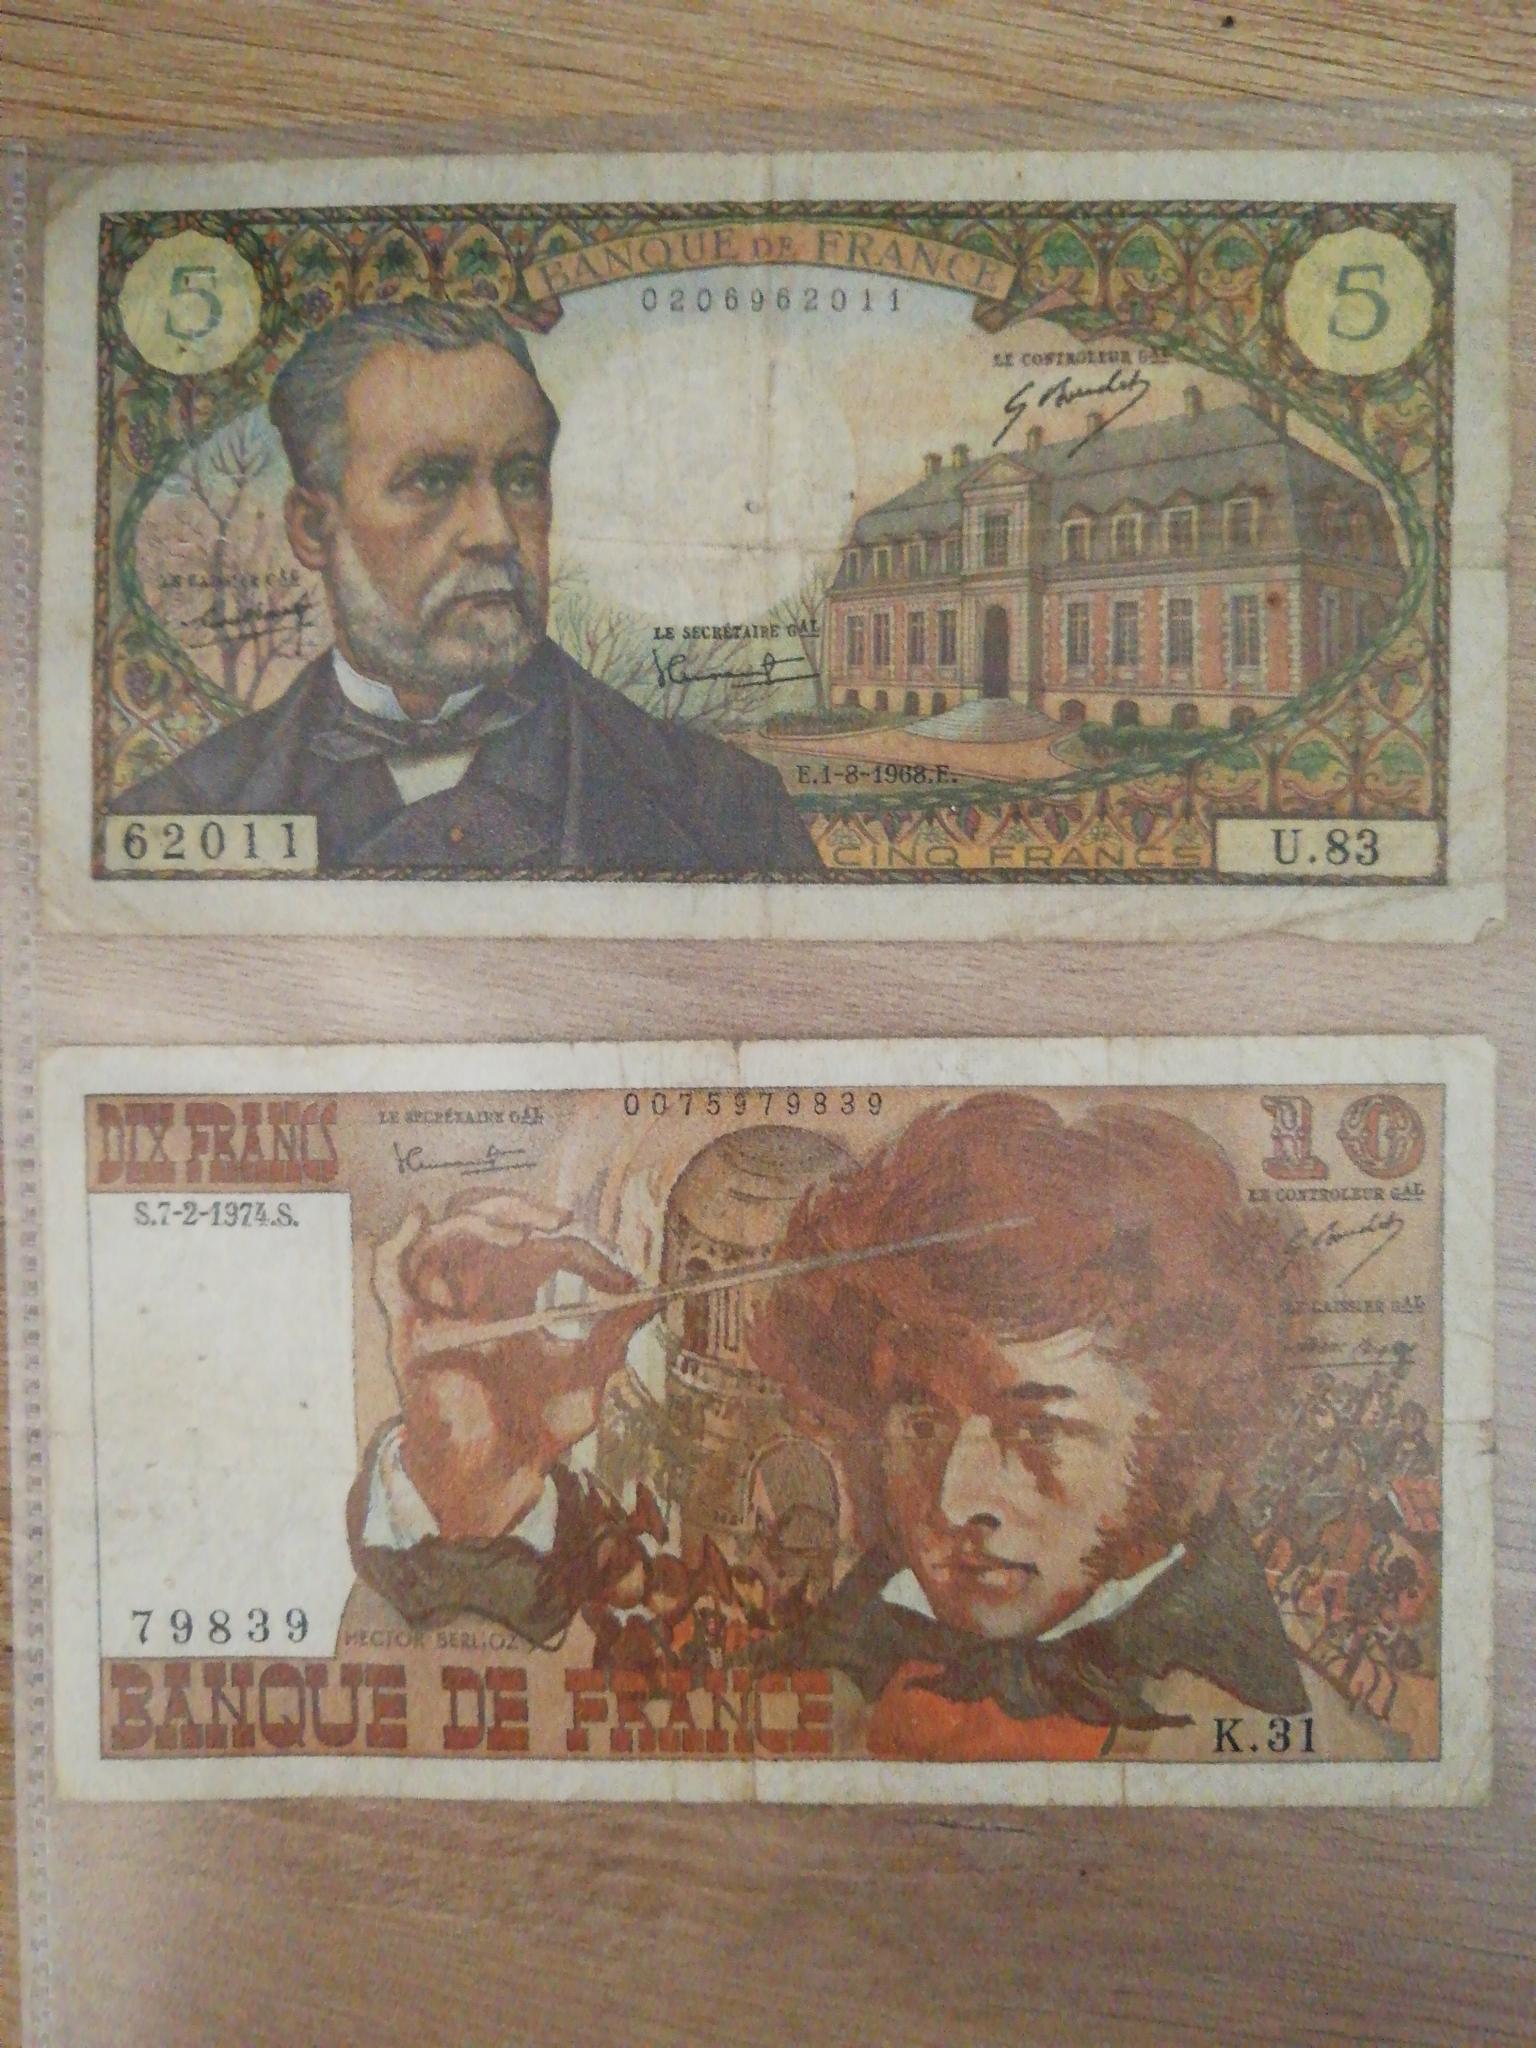 5
BANQUE DE FRANCE
5
0206962011
LE CONTROLEUR GAL
LE CAISSIER GAL
LE SECRÉTAIRE GAL
E.1-8-1968.E.
62011
CINQ FRANCS
U.83
DIX FRANCS
LE SECRÉTAIRE GAL
0075979839
10
LE CONTROLEUR GAL
S.7-2-1974.S.
LE CAISSIER GAL
79839
HECTOR BERLIOZ
BANQUE DE FRANCE
K.31